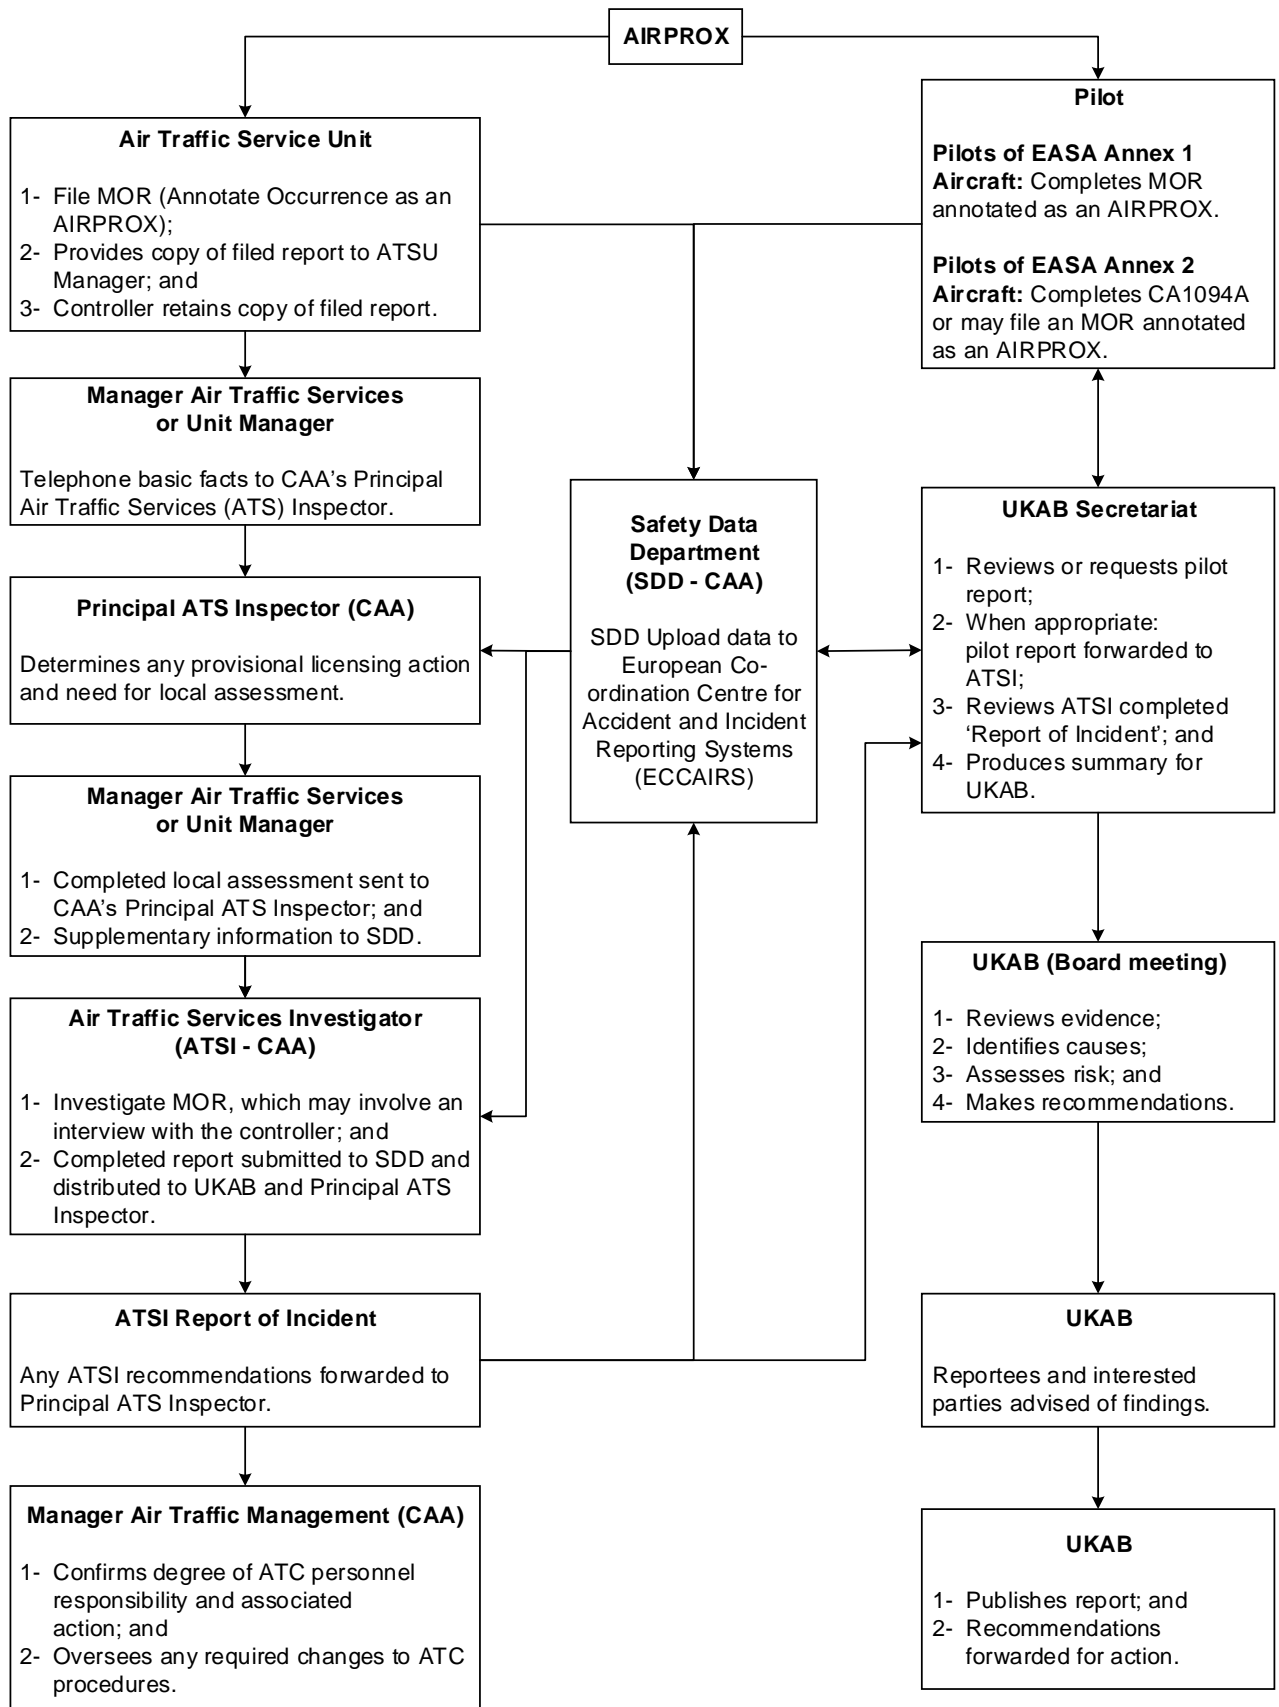 AIRPROX
Air Traffic Service Unit
1- File MOR (Annotate Occurrence as an
AIRPROX);
2- Provides copy of filed report to ATSU
Manager; and
3- Controller retains copy of filed report.
Manager Air Traffic Services
or Unit Manager
Telephone basic facts to CAA’s Principal
Air Traffic Services (ATS) Inspector.
Principal ATS Inspector (CAA)
Determines any provisional licensing action
and need for local assessment.
Manager Air Traffic Services
or Unit Manager
1- Completed local assessment sent to
CAA’s Principal ATS Inspector; and
2- Supplementary information to SDD.
Air Traffic Services Investigator
(ATSI - CAA)
1- Investigate MOR, which may involve an
interview with the controller; and
2- Completed report submitted to SDD and
distributed to UKAB and Principal ATS
Inspector.
ATSI Report of Incident
Any ATSI recommendations forwarded to
Principal ATS Inspector.
Manager Air Traffic Management (CAA)
1- Confirms degree of ATC personnel
responsibility and associated
action; and
2- Oversees any required changes to ATC
procedures.
Safety Data
Department
(SDD - CAA)
SDD Upload data to
European Co-
ordination Centre for
Accident and Incident
Reporting Systems
(ECCAIRS)
Pilot
Pilots of EASA Annex 1
Aircraft: Completes MOR
annotated as an AIRPROX.
Pilots of EASA Annex 2
Aircraft: Completes CA1094A
or may file an MOR annotated
as an AIRPROX.
UKAB Secretariat
1- Reviews or requests pilot
report;
2- When appropriate:
pilot report forwarded to
ATSI;
3- Reviews ATSI completed
‘Report of Incident’; and
4- Produces summary for
UKAB.
UKAB (Board meeting)
1- Reviews evidence;
2- Identifies causes;
3- Assesses risk; and
4- Makes recommendations.
UKAB
Reportees and interested
parties advised of findings.
UKAB
1- Publishes report; and
2- Recommendations
forwarded for action.